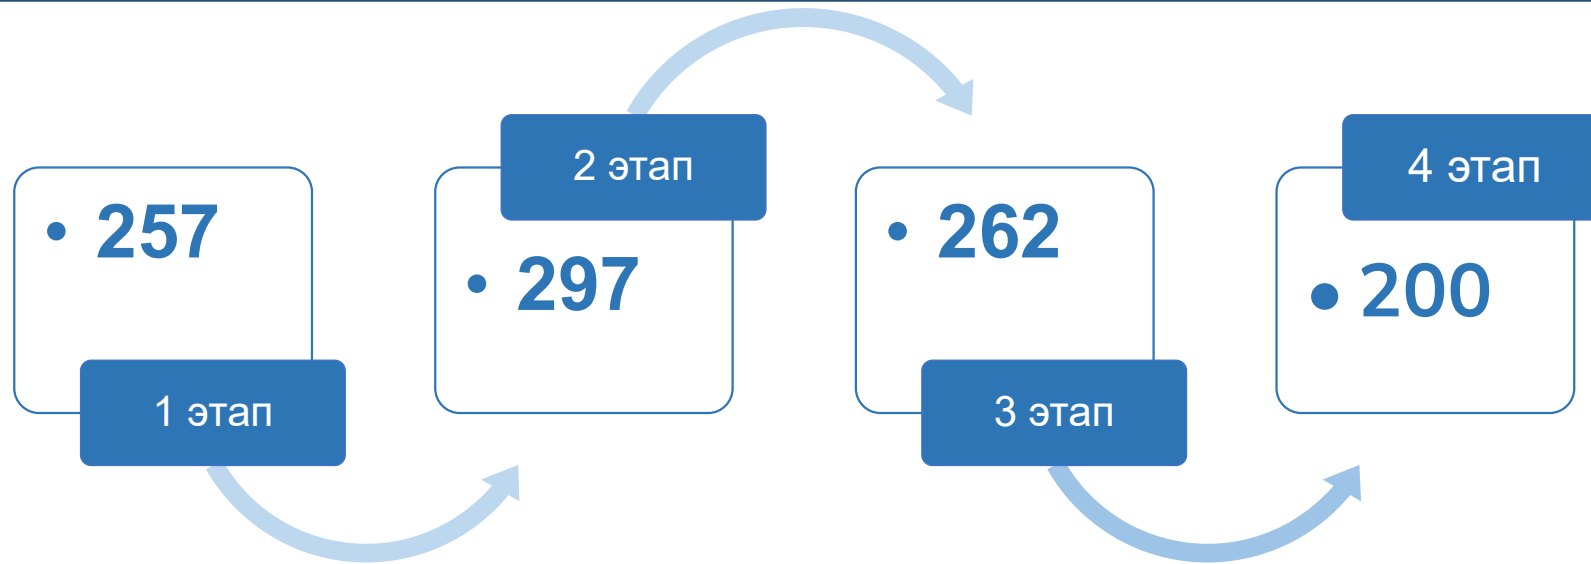 • 257
1 этап
2 этап
• 297
• 262
3 этап
4 этап
• 200